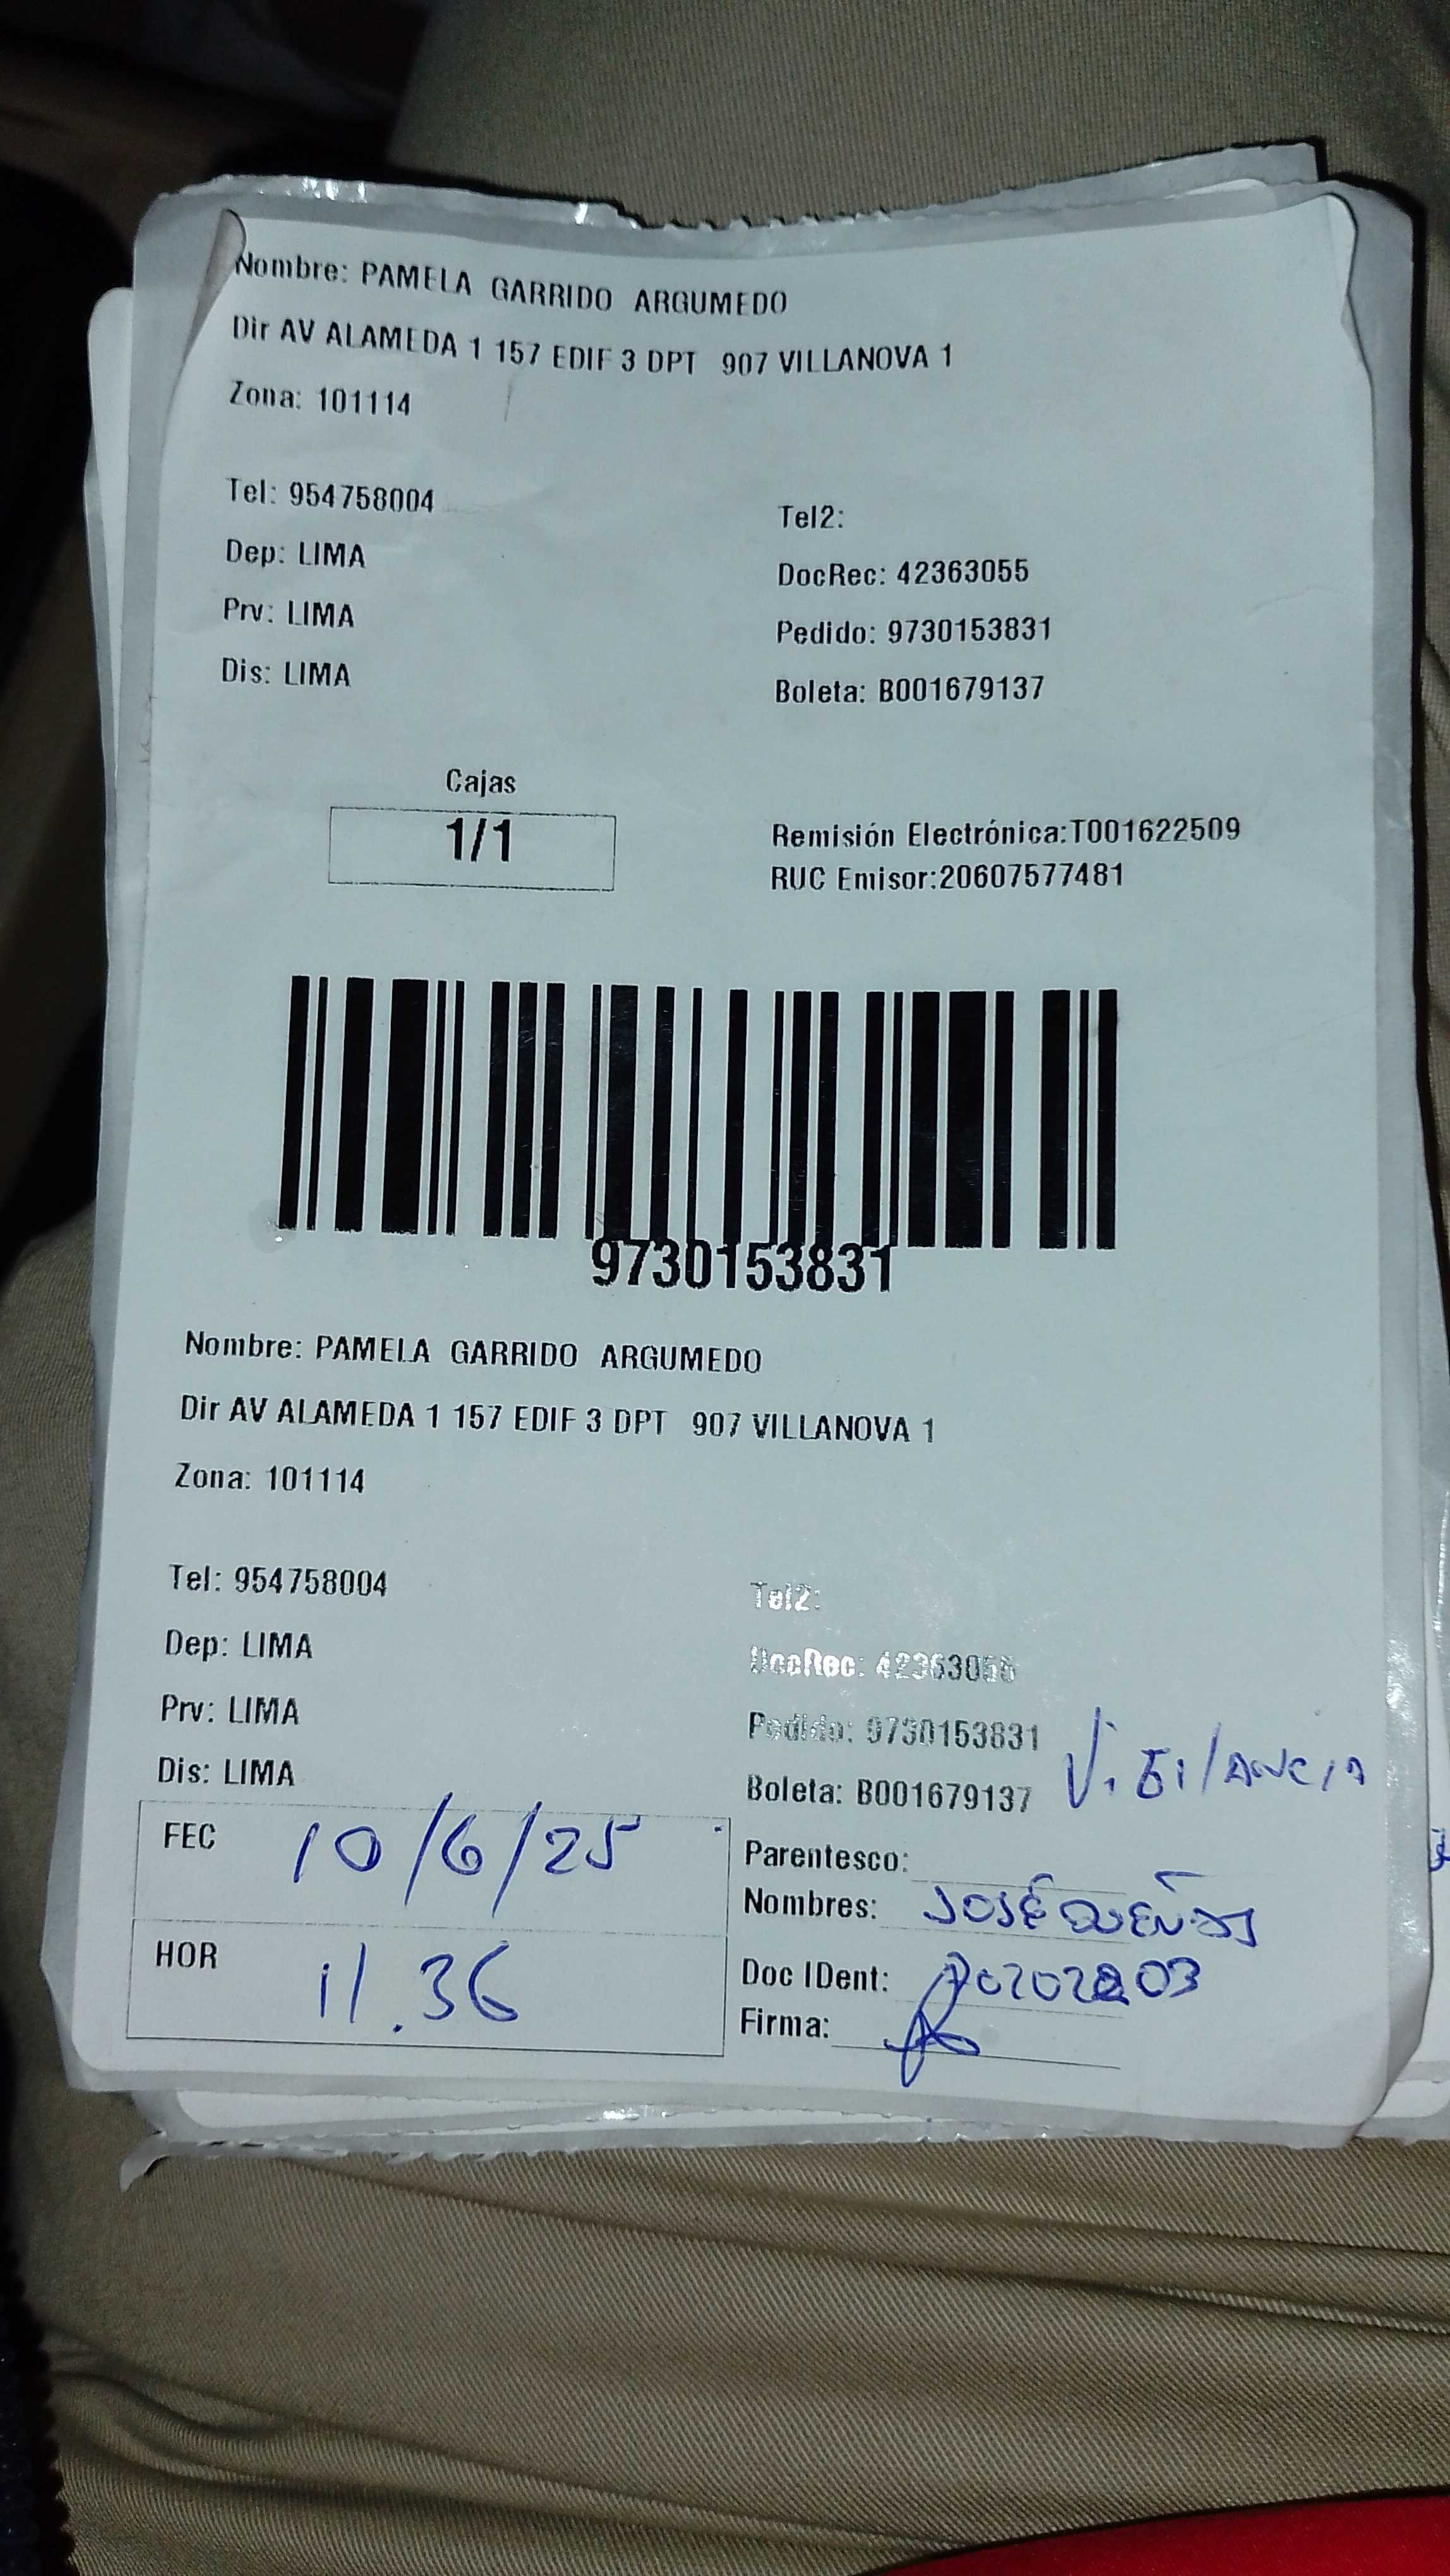 Nombre: PAMELA GARRIDO ARGUMEDO
Dir AV ALAMEDA 1 157 EDIF 3 DPT 907 VILLANOVA 1
Zona: 101114
Tel: 954758004
Tel2:
Dep: LIMA
DocRec: 42363055
Prv: LIMA
Pedido: 9730153831
Dis: LIMA
Boleta: B001679137
Cajas
1/1
Remisión Electrónica:T001622509
RUC Emisor:20607577481
9730153831
Nombre: PAMELA GARRIDO ARGUMEDO
Dir AV ALAMEDA 1 157 EDIF 3 DPT 907 VILLANOVA 1
Zona: 101114
Tel: 954758004
Tel2:
Dep: LIMA
DocRec: 42363055
Prv: LIMA
Pedido: 9730153831
Dis: LIMA
Boleta: B001679137
Vigilancia
FEC 10/6/25
Parentesco:
Nombres: JOSÉ
HOR 11.36
Doc IDent:
Firma: